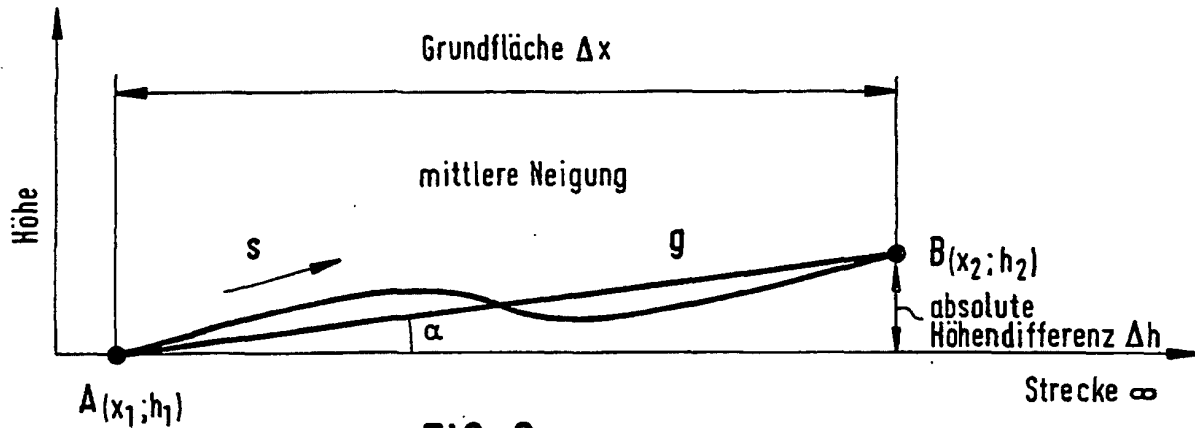 Grundfläche Δx
mittlere Neigung
Höhe
s
g
B(x₂;h₂)
α
absolute
Höhendifferenz Δh
A(x₁;h₁)
Strecke ∞